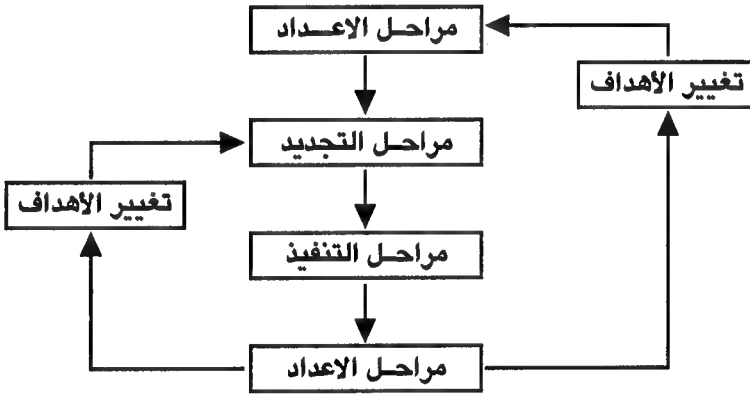 مراحل الاعداد
تغيير الأهداف
مراحل التجديد
تغيير الأهداف
مراحل التنفيذ
مراحل الاعداد